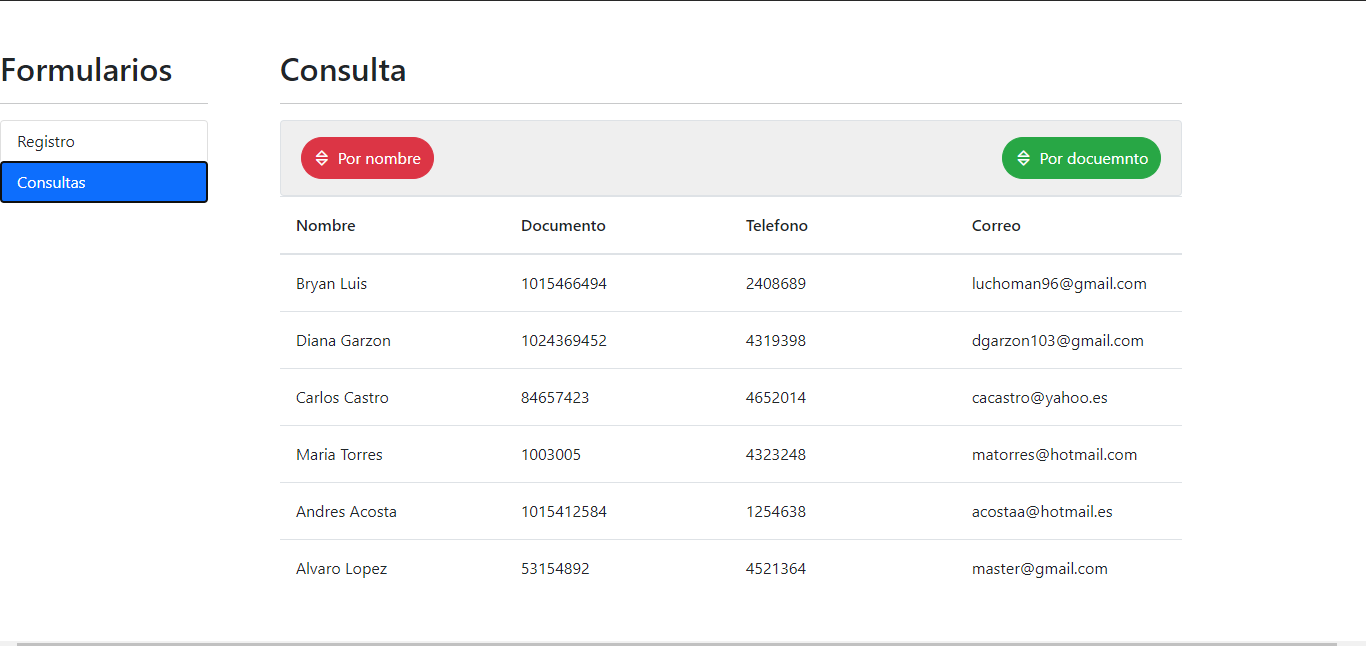 Formularios
Registro
Consultas
Consulta
Por nombre
Por docuemnto
Nombre Documento Telefono Correo
Bryan Luis 1015466494 2408689 luchoman96@gmail.com
Diana Garzon 1024369452 4319398 dgarzon103@gmail.com
Carlos Castro 84657423 4652014 cacastro@yahoo.es
Maria Torres 1003005 4323248 matorres@hotmail.com
Andres Acosta 1015412584 1254638 acostaa@hotmail.es
Alvaro Lopez 53154892 4521364 master@gmail.com